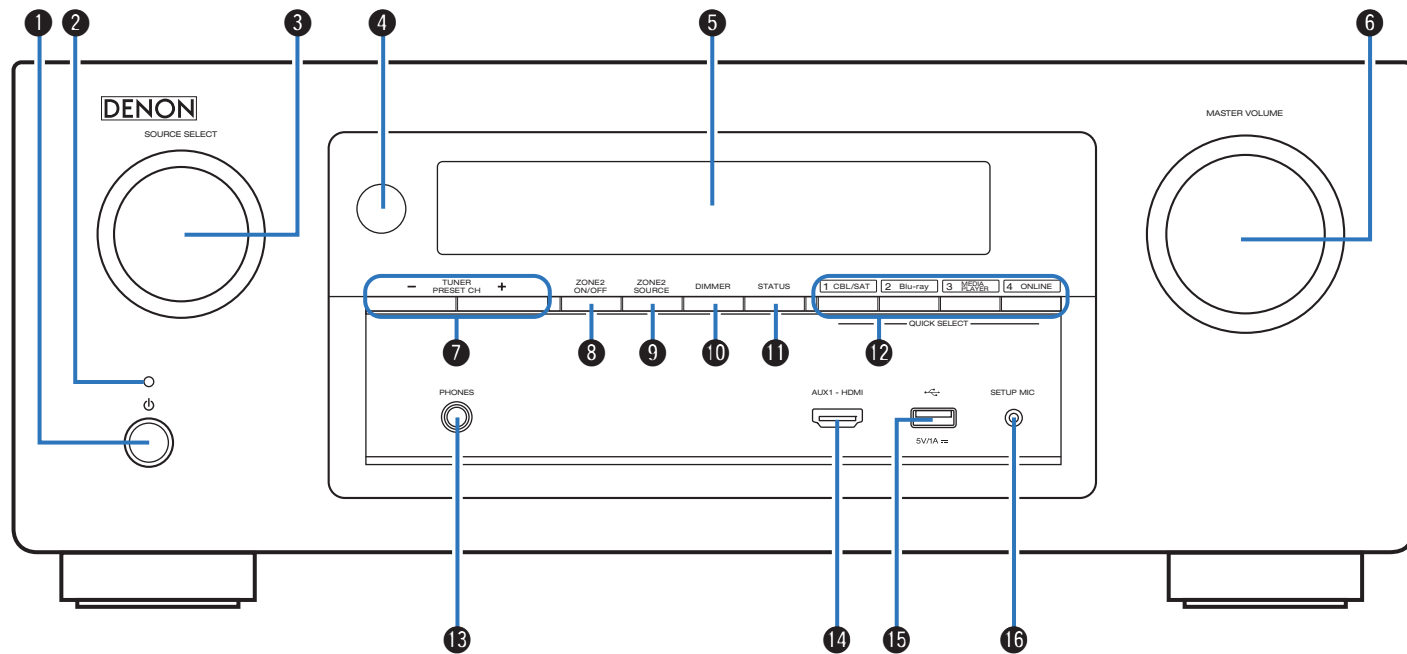 1 2 3 4 5 6
DENON
SOURCE SELECT
MASTER VOLUME
− TUNER +
PRESET CH
ZONE2
ON/OFF
ZONE2
SOURCE
DIMMER
STATUS
1 CBL/SAT
2 Blu-ray
3 MEDIA
PLAYER
4 ONLINE
QUICK SELECT
7 8 9 10 11 12
PHONES
AUX1 - HDMI
SETUP MIC
5V/1A
13 14 15 16